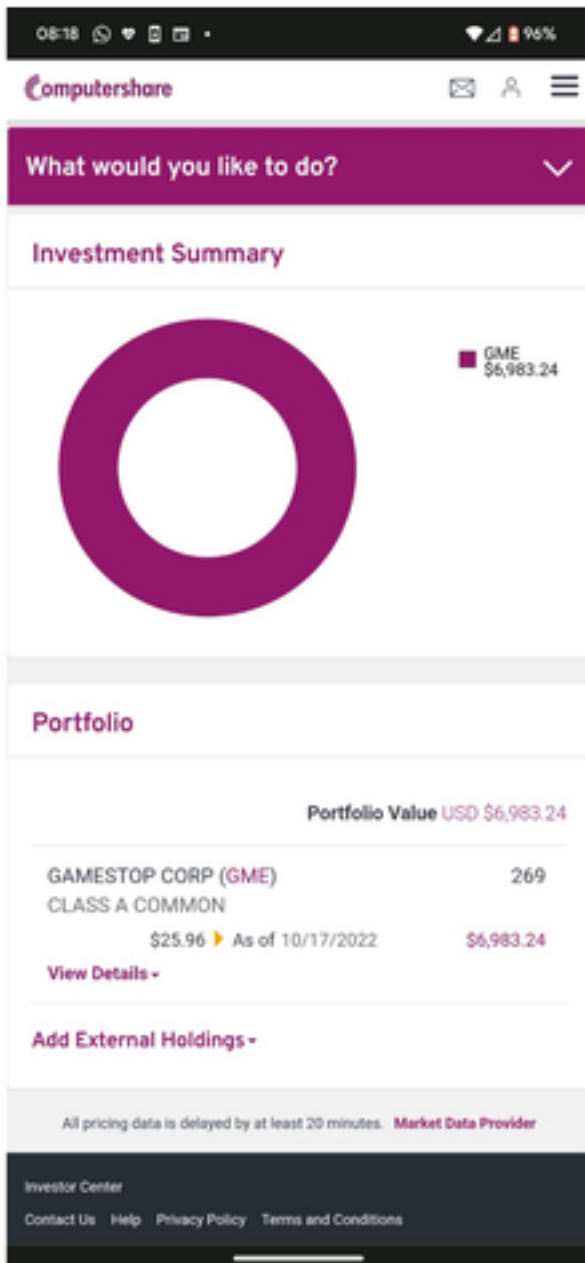 08:18
96%
Computershare
What would you like to do?
Investment Summary
GME
$6,983.24
Portfolio
Portfolio Value USD $6,983.24
GAMESTOP CORP (GME) 269
CLASS A COMMON
$25.96 As of 10/17/2022 $6,983.24
View Details
Add External Holdings
All pricing data is delayed by at least 20 minutes. Market Data Provider
Investor Center
Contact Us Help Privacy Policy Terms and Conditions